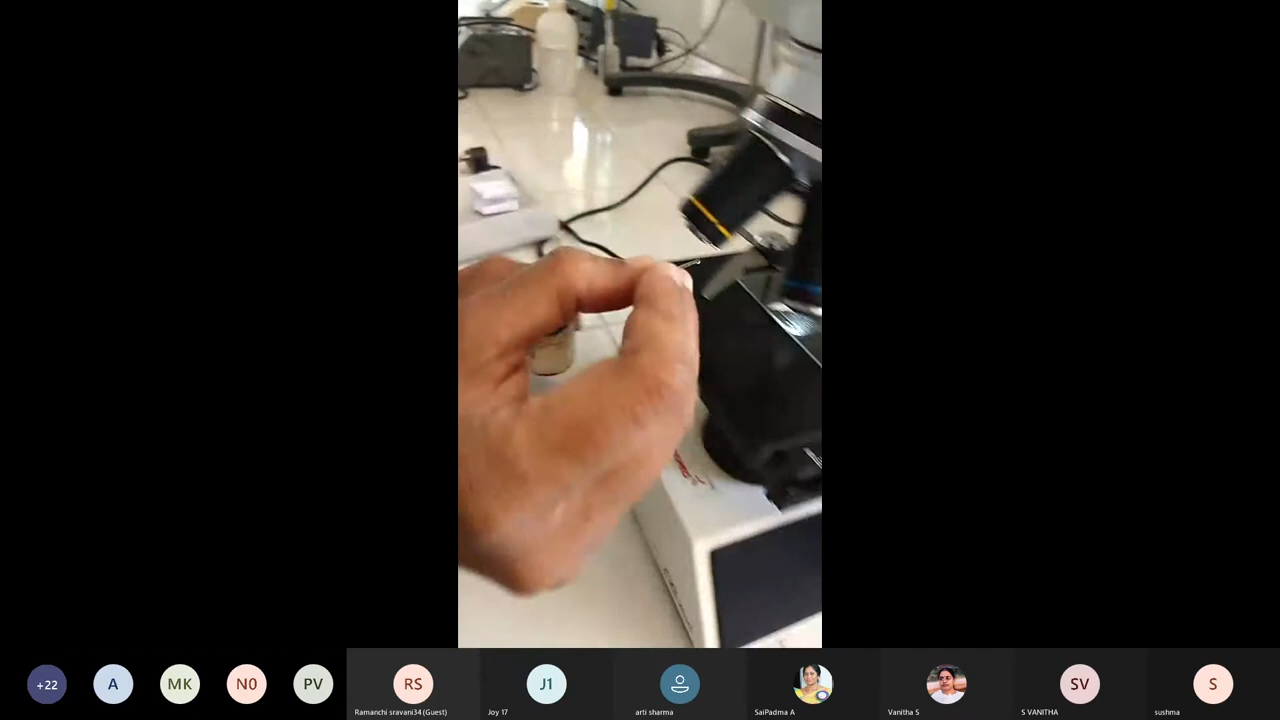 +22
A
MK
N0
PV
RS
J1
SV
S
Ramanchi sravani34 (Guest)
Joy 17
arti sharma
SaiPadma A
Vanitha S
S VANITHA
sushma